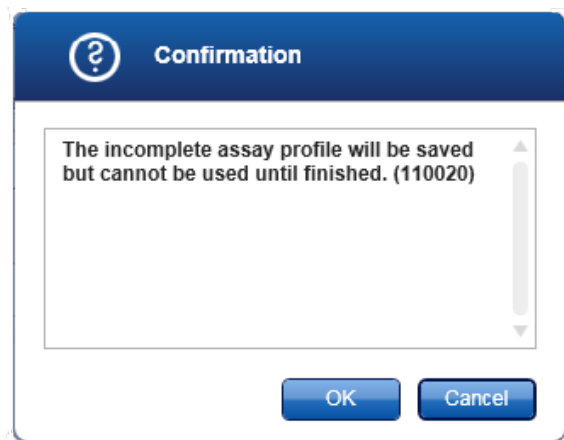 Confirmation
The incomplete assay profile will be saved
but cannot be used until finished. (110020)
OK
Cancel